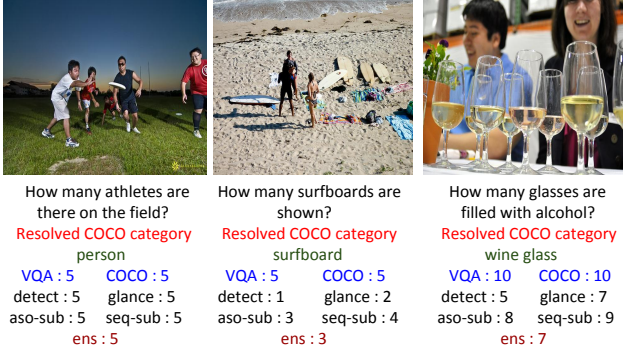 How many athletes are
there on the field?
Resolved COCO category
person
VQA : 5 COCO : 5
detect : 5 glance : 5
aso-sub : 5 seq-sub : 5
ens : 5
How many surfboards are
shown?
Resolved COCO category
surfboard
VQA : 5 COCO : 5
detect : 1 glance : 2
aso-sub : 3 seq-sub : 4
ens : 3
How many glasses are
filled with alcohol?
Resolved COCO category
wine glass
VQA : 10 COCO : 10
detect : 5 glance : 7
aso-sub : 8 seq-sub : 9
ens : 7